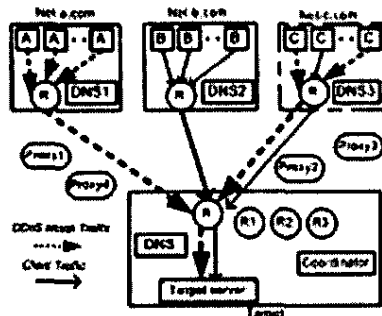 Net a.com Net b.com Net c.com
A A A B B B C C C
R DNS1 R DNS2 R DNS3
Proxy1 Proxy2 Proxy3
R R1 R2 R3
DNS Coordinator
DDoS attack Traffic
Client Traffic
Target server
Target